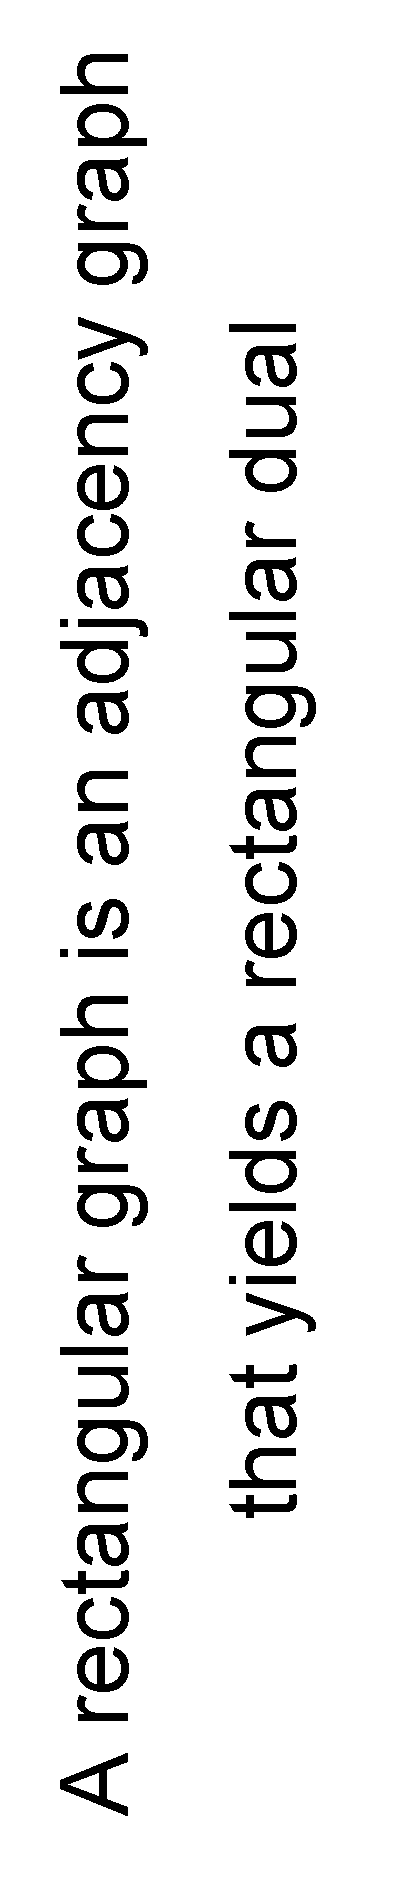 A rectangular graph is an adjacency graph
that yields a rectangular dual